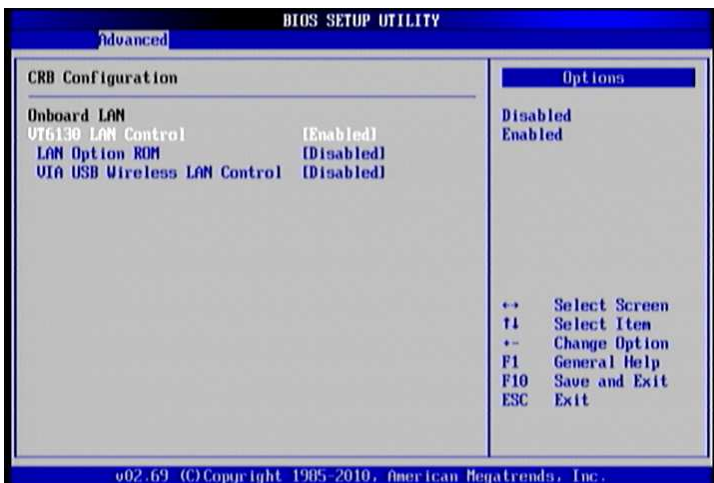 BIOS SETUP UTILITY
Advanced
CRB Configuration
Onboard LAN
VT6130 LAN Control [Enabled]
LAN Option ROM [Disabled]
VIA USB Wireless LAN Control [Disabled]
Options
Disabled
Enabled
↔ Select Screen
↑↓ Select Item
+- Change Option
F1 General Help
F10 Save and Exit
ESC Exit
v02.69 (C)Copyright 1985-2010, American Megatrends, Inc.